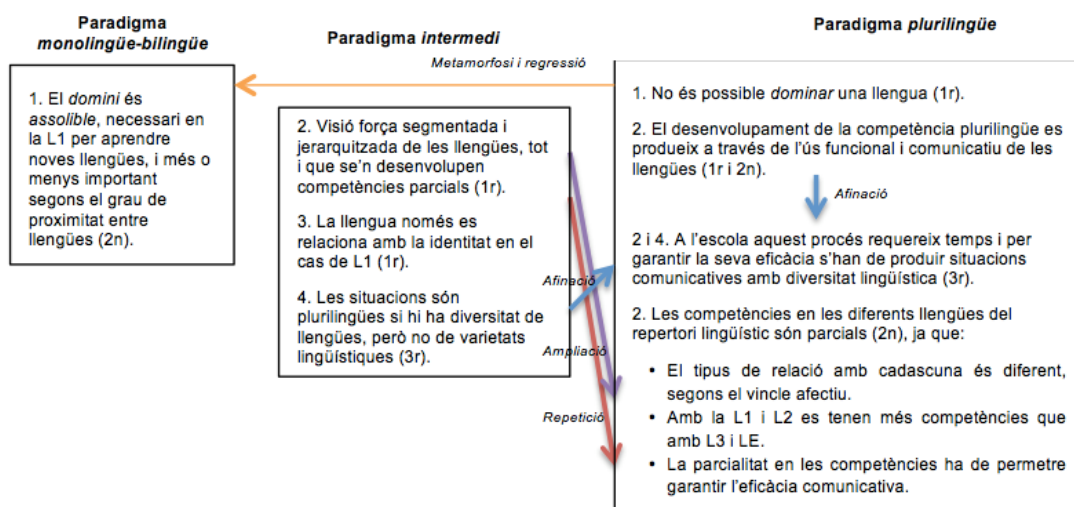 Paradigma
monolingüe-bilingüe
Paradigma intermedi
Paradigma plurilingüe
Metamorfosi i regressió
1. El domini és
assolible, necessari en
la L1 per aprendre
noves llengües, i més o
menys important
segons el grau de
proximitat entre
llengües (2n).
2. Visió força segmentada i
jerarquitzada de les llengües, tot
i que se’n desenvolupen
competències parcials (1r).
3. La llengua només es
relaciona amb la identitat en el
cas de L1 (1r).
4. Les situacions són
plurilingües si hi ha diversitat de
llengües, però no de varietats
lingüístiques (3r).
Afinació
Ampliació
Repetició
1. No és possible dominar una llengua (1r).
2. El desenvolupament de la competència plurilingüe es
produeix a través de l’ús funcional i comunicatiu de les
llengües (1r i 2n).
Afinació
2 i 4. A l’escola aquest procés requereix temps i per
garantir la seva eficàcia s’han de produir situacions
comunicatives amb diversitat lingüística (3r).
2. Les competències en les diferents llengües del
repertori lingüístic són parcials (2n), ja que:
• El tipus de relació amb cadascuna és diferent,
segons el vincle afectiu.
• Amb la L1 i L2 es tenen més competències que
amb L3 i LE.
• La parcialitat en les competències ha de permetre
garantir l’eficàcia comunicativa.